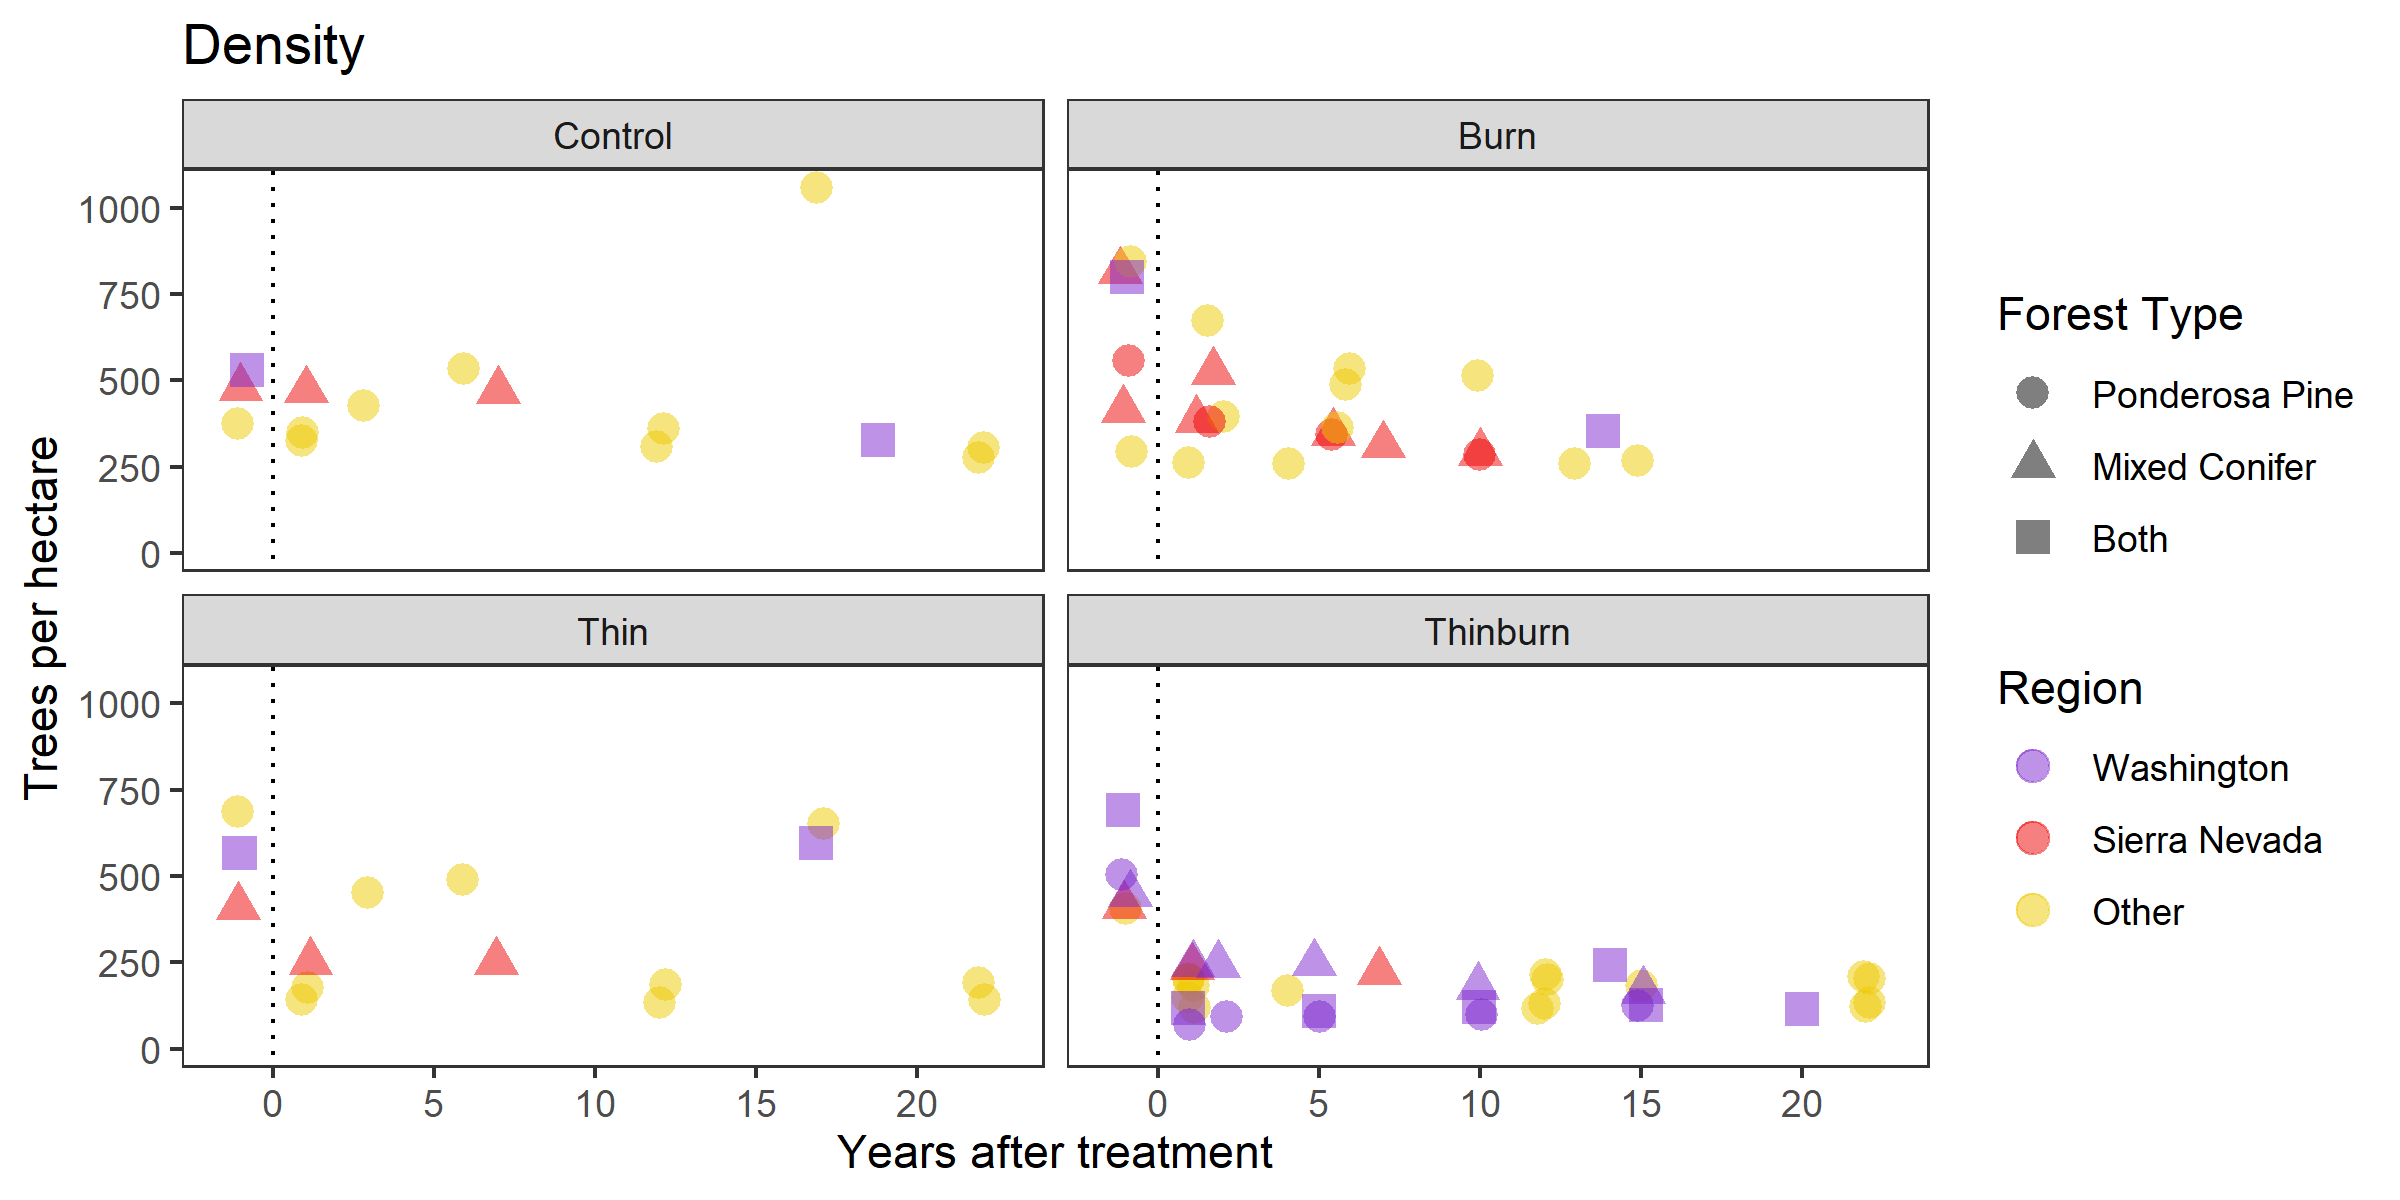 Density
Control
Burn
1000
750
500
250
0
Thin
Thinburn
1000
750
500
250
0
0 5 10 15 20
0 5 10 15 20
Years after treatment
Trees per hectare
Forest Type
Ponderosa Pine
Mixed Conifer
Both
Region
Washington
Sierra Nevada
Other